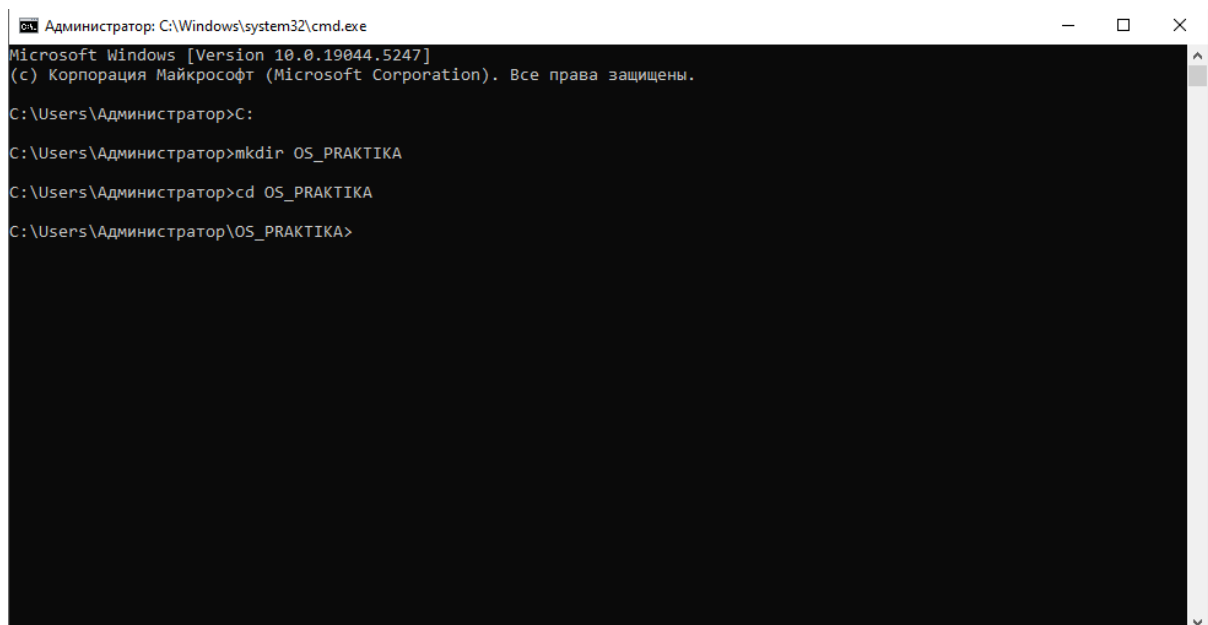 Администратор: C:\Windows\system32\cmd.exe
Microsoft Windows [Version 10.0.19044.5247]
(c) Корпорация Майкрософт (Microsoft Corporation). Все права защищены.
C:\Users\Администратор>C:
C:\Users\Администратор>mkdir OS_PRAKTIKA
C:\Users\Администратор>cd OS_PRAKTIKA
C:\Users\Администратор\OS_PRAKTIKA>